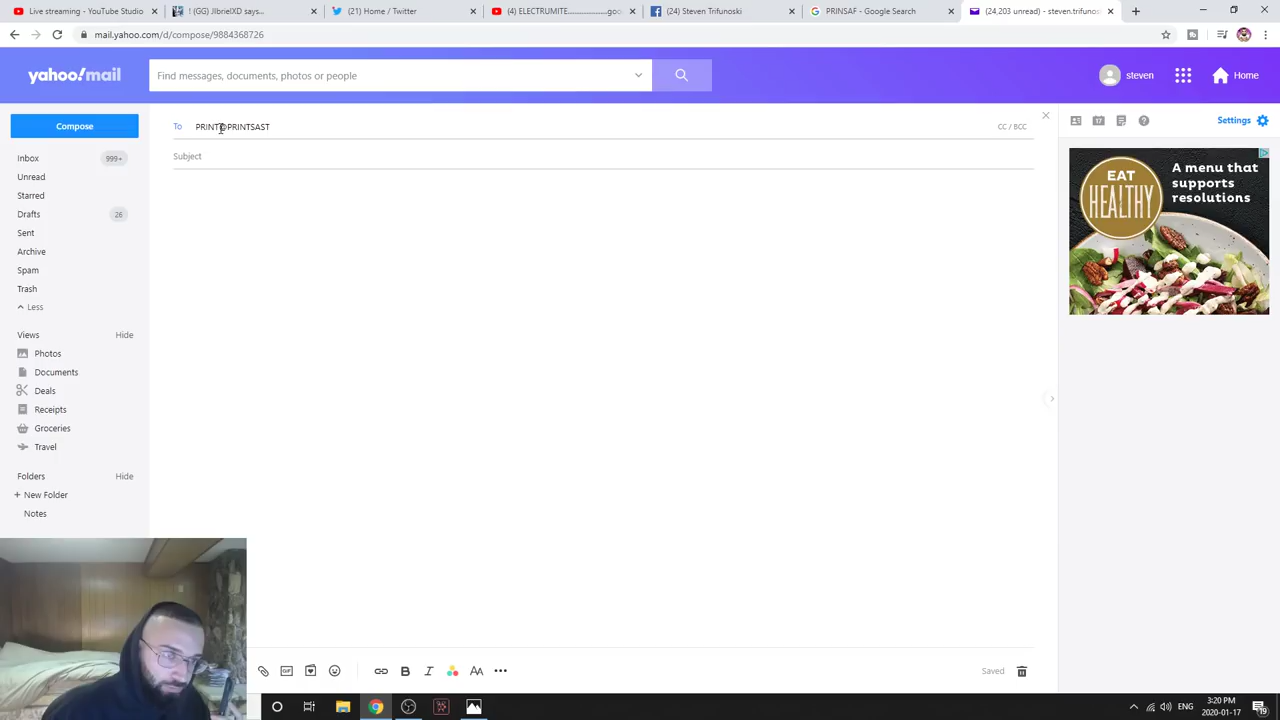 Live streaming - YouTube Studio
! (GG) JIbrielXD says...
(21) Home / Twitter
(4) ELECTRUMITE...................goo
(24) Steven Trifunoski
PRINSAF - Google Search
(24,203 unread) - steven.trifunos
mail.yahoo.com/d/compose/9884368726
yahoo!mail
Find messages, documents, photos or people
steven
Home
Compose
To PRINT@PRINTSAST
CC / BCC
Settings
Subject
Inbox 999+
Unread
Starred
Drafts 26
Sent
Archive
Spam
Trash
Less
Views Hide
Photos
Documents
Deals
Receipts
Groceries
Travel
Folders Hide
+ New Folder
Notes
EAT
HEALTHY
A menu that
supports
resolutions
Saved
ENG
3:20 PM
2020-01-17
19